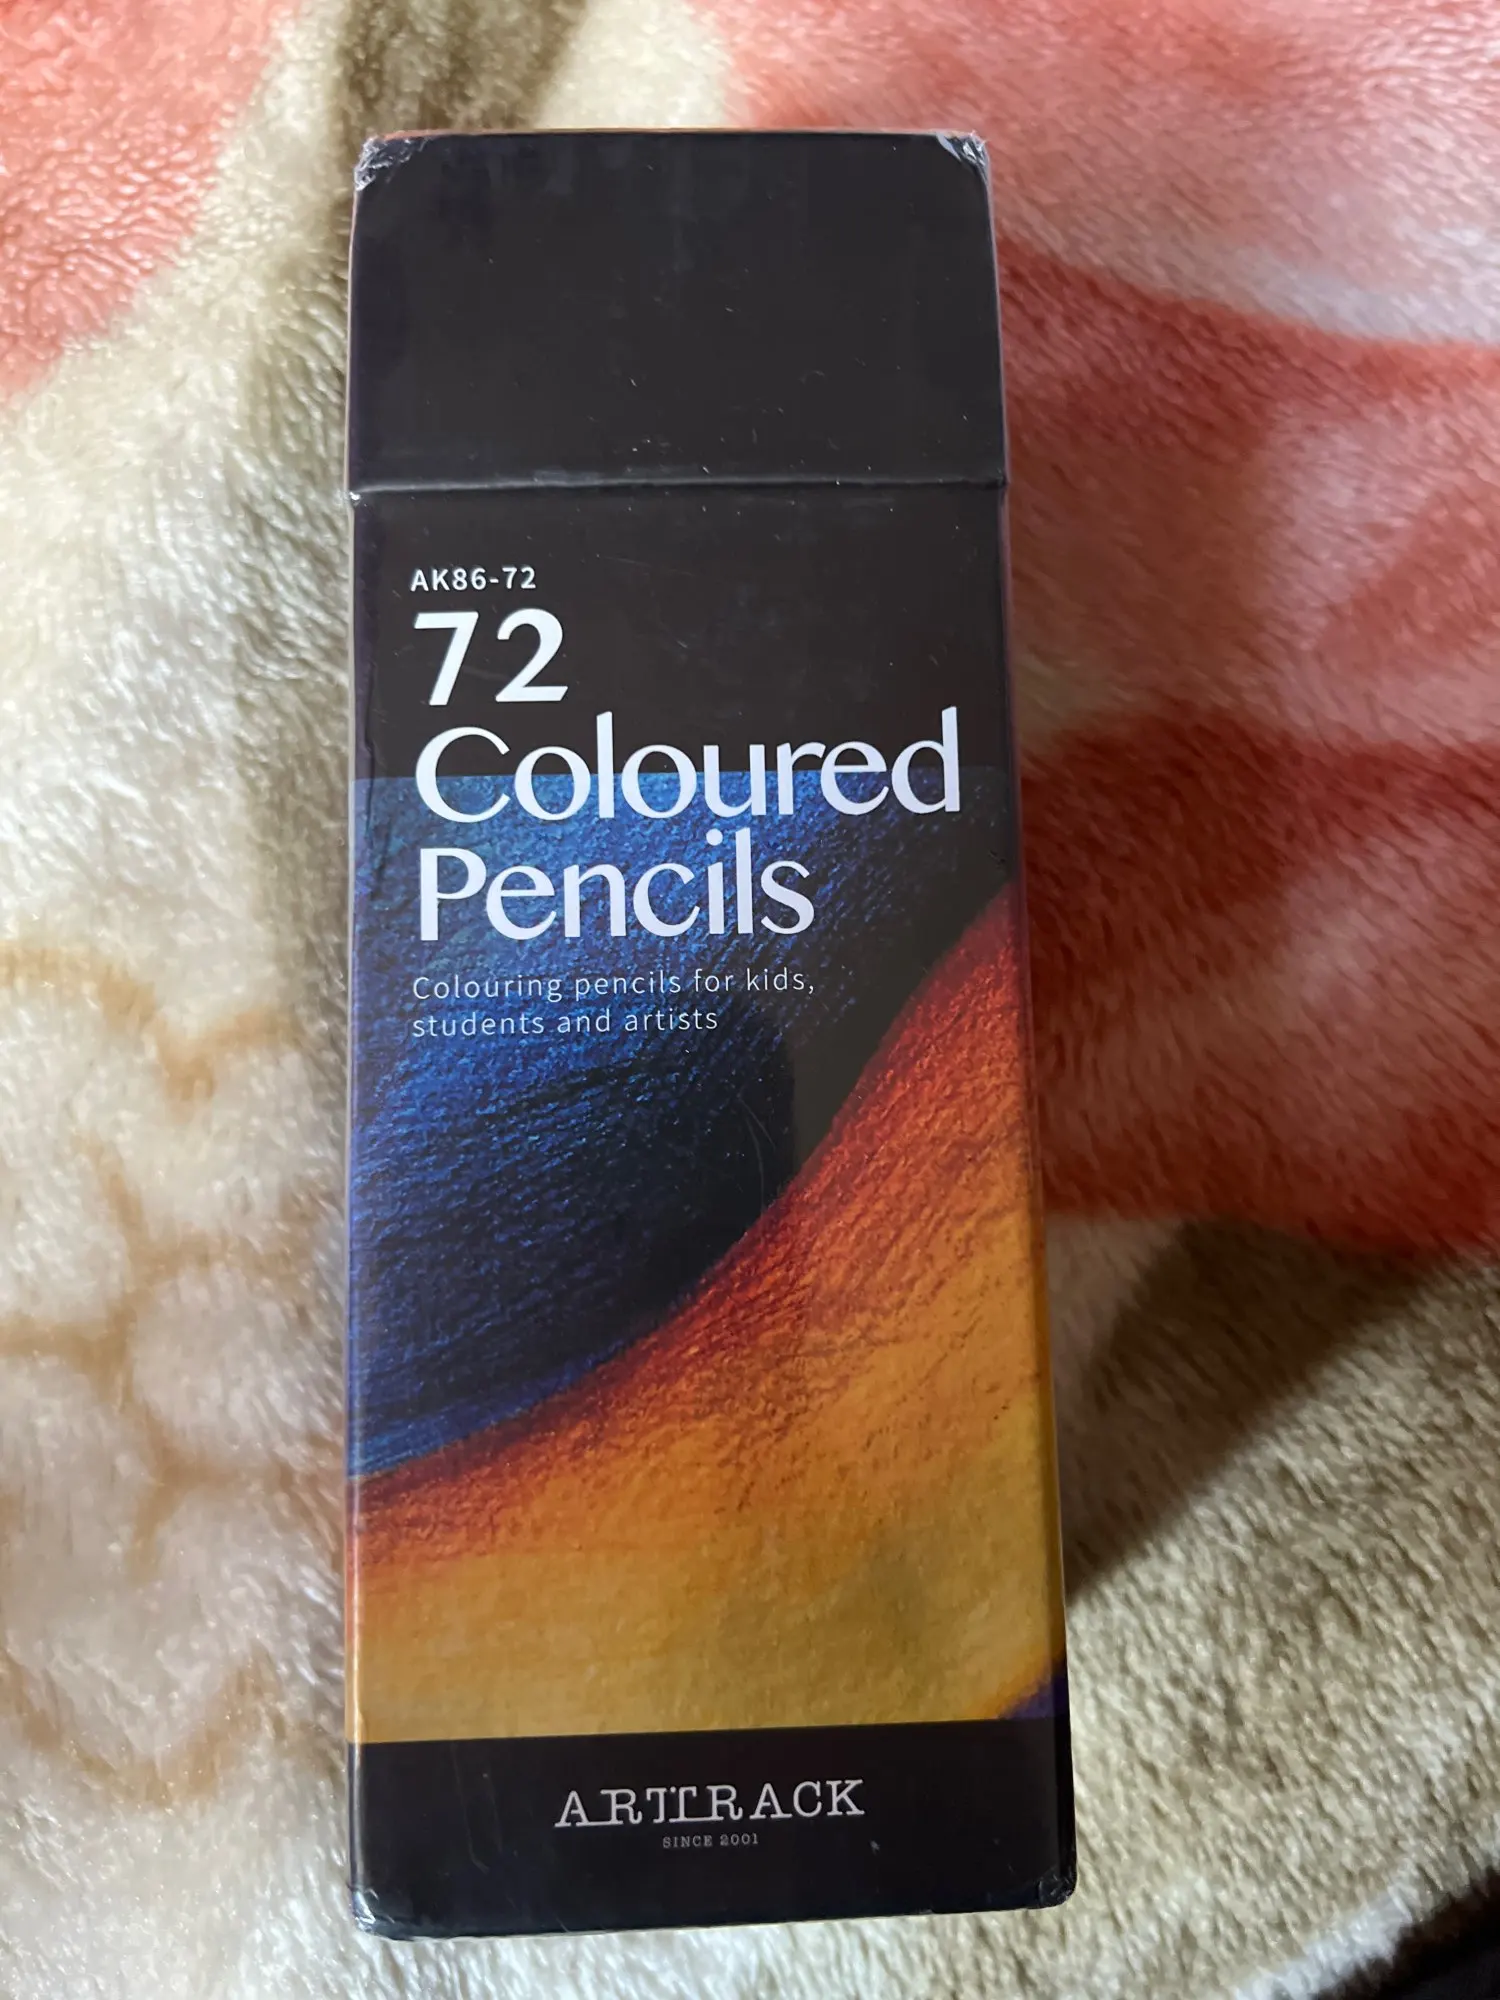 AK86-72
72
Coloured
Pencils
Colouring pencils for kids,
students and artists
ARTTRACK
SINCE 2001